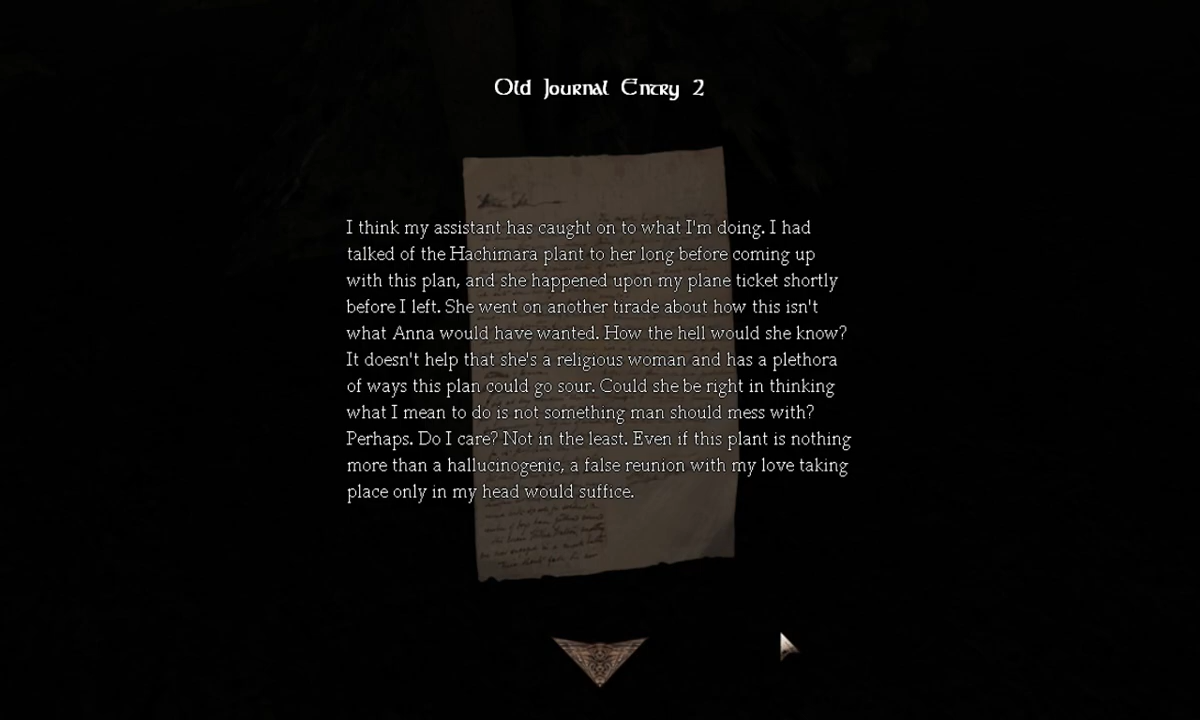 Old Journal Entry 2
I think my assistant has caught on to what I'm doing. I had
talked of the Hachimara plant to her long before coming up
with this plan, and she happened upon my plane ticket shortly
before I left. She went on another tirade about how this isn't
what Anna would have wanted. How the hell would she know?
It doesn't help that she's a religious woman and has a plethora
of ways this plan could go sour. Could she be right in thinking
what I mean to do is not something man should mess with?
Perhaps. Do I care? Not in the least. Even if this plant is nothing
more than a hallucinogenic, a false reunion with my love taking
place only in my head would suffice.